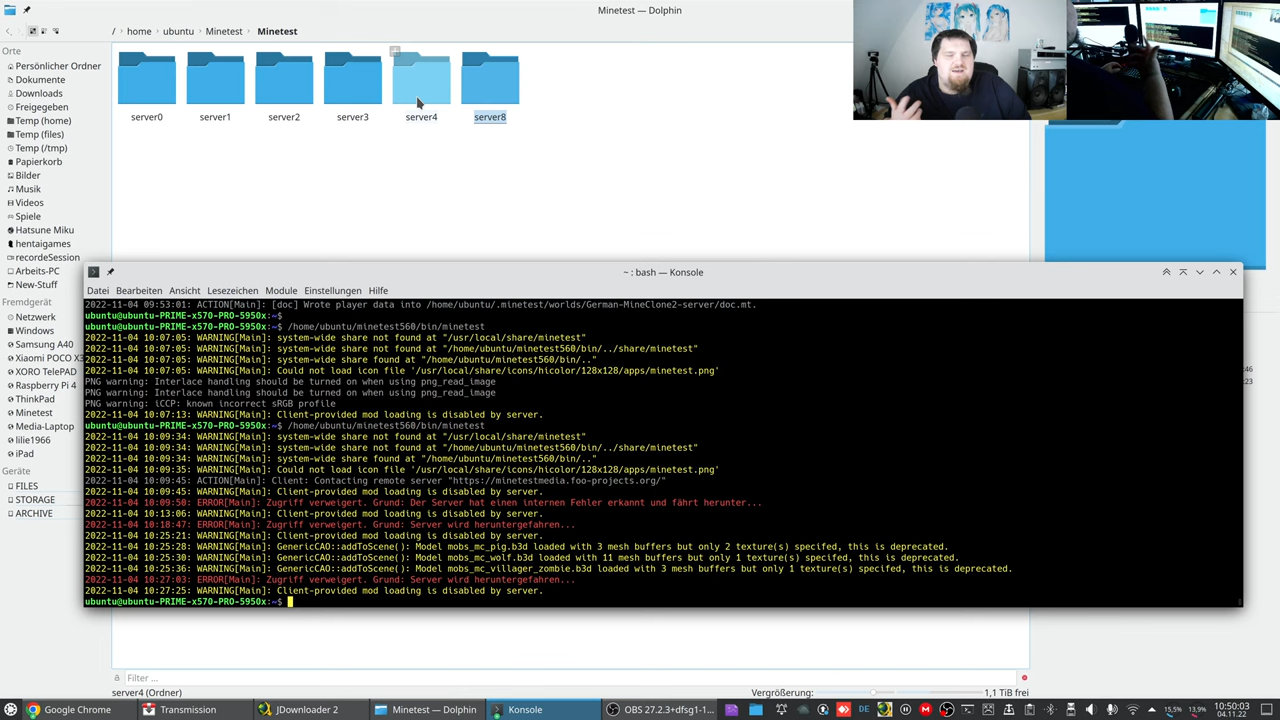 Minetest — Dolphin
/ home ubuntu Minetest Minetest
Orte
Persönlicher Ordner
Dokumente
Downloads
Freigegeben
Temp (home)
Temp (files)
Temp (/tmp)
Papierkorb
Bilder
Musik
Videos
Spiele
Hatsune Miku
hentaigames
recordeSession
Arbeits-PC
New-Stuff
Fremdgerät
Netzwerk
Windows
Samsung A40
Xiaomi POCO X3
XORO TelePAD
Raspberry Pi 4
ThinkPad
Minetest
Media-Laptop
lilie1966
iPad
Geräte
FILES
STORAGE
ARCHIVE
server0 server1 server2 server3 server4 server8
~ : bash — Konsole
Datei Bearbeiten Ansicht Lesezeichen Module Einstellungen Hilfe
2022-11-04 09:53:01: ACTION[Main]: [doc] Wrote player data into /home/ubuntu/.minetest/worlds/German-MineClone2-server/doc.mt.
ubuntu@ubuntu-PRIME-x570-PRO-5950x:~$
ubuntu@ubuntu-PRIME-x570-PRO-5950x:~$ /home/ubuntu/minetest560/bin/minetest
2022-11-04 10:07:05: WARNING[Main]: system-wide share not found at "/usr/local/share/minetest"
2022-11-04 10:07:05: WARNING[Main]: system-wide share not found at "/home/ubuntu/minetest560/bin/../share/minetest"
2022-11-04 10:07:05: WARNING[Main]: system-wide share found at "/home/ubuntu/minetest560/bin/.."
2022-11-04 10:07:05: WARNING[Main]: Could not load icon file '/usr/local/share/icons/hicolor/128x128/apps/minetest.png'
PNG warning: Interlace handling should be turned on when using png_read_image
PNG warning: Interlace handling should be turned on when using png_read_image
PNG warning: iCCP: known incorrect sRGB profile
2022-11-04 10:07:13: WARNING[Main]: Client-provided mod loading is disabled by server.
ubuntu@ubuntu-PRIME-x570-PRO-5950x:~$ /home/ubuntu/minetest560/bin/minetest
2022-11-04 10:09:34: WARNING[Main]: system-wide share not found at "/usr/local/share/minetest"
2022-11-04 10:09:34: WARNING[Main]: system-wide share not found at "/home/ubuntu/minetest560/bin/../share/minetest"
2022-11-04 10:09:34: WARNING[Main]: system-wide share found at "/home/ubuntu/minetest560/bin/.."
2022-11-04 10:09:35: WARNING[Main]: Could not load icon file '/usr/local/share/icons/hicolor/128x128/apps/minetest.png'
2022-11-04 10:09:45: ACTION[Main]: Client: Contacting remote server "https://minetestmedia.foo-projects.org/"
2022-11-04 10:09:45: WARNING[Main]: Client-provided mod loading is disabled by server.
2022-11-04 10:09:50: ERROR[Main]: Zugriff verweigert. Grund: Der Server hat einen internen Fehler erkannt und fährt herunter...
2022-11-04 10:13:06: WARNING[Main]: Client-provided mod loading is disabled by server.
2022-11-04 10:18:47: ERROR[Main]: Zugriff verweigert. Grund: Server wird heruntergefahren...
2022-11-04 10:25:21: WARNING[Main]: Client-provided mod loading is disabled by server.
2022-11-04 10:25:28: WARNING[Main]: GenericCAO::addToScene(): Model mobs_mc_pig.b3d loaded with 3 mesh buffers but only 2 texture(s) specifed, this is deprecated.
2022-11-04 10:25:30: WARNING[Main]: GenericCAO::addToScene(): Model mobs_mc_wolf.b3d loaded with 11 mesh buffers but only 1 texture(s) specifed, this is deprecated.
2022-11-04 10:25:36: WARNING[Main]: GenericCAO::addToScene(): Model mobs_mc_villager_zombie.b3d loaded with 3 mesh buffers but only 1 texture(s) specifed, this is deprecated.
2022-11-04 10:27:03: ERROR[Main]: Zugriff verweigert. Grund: Server wird heruntergefahren...
2022-11-04 10:27:25: WARNING[Main]: Client-provided mod loading is disabled by server.
ubuntu@ubuntu-PRIME-x570-PRO-5950x:~$
:46
:23
Filter ...
server4 (Ordner) Vergrößerung: 1,1 TiB frei
Google Chrome Transmission JDownloader 2 Minetest — Dolphin Konsole OBS 27.2.3+dfsg1-1... DE 15,5% 13,9% 10:50:03
04.11.22